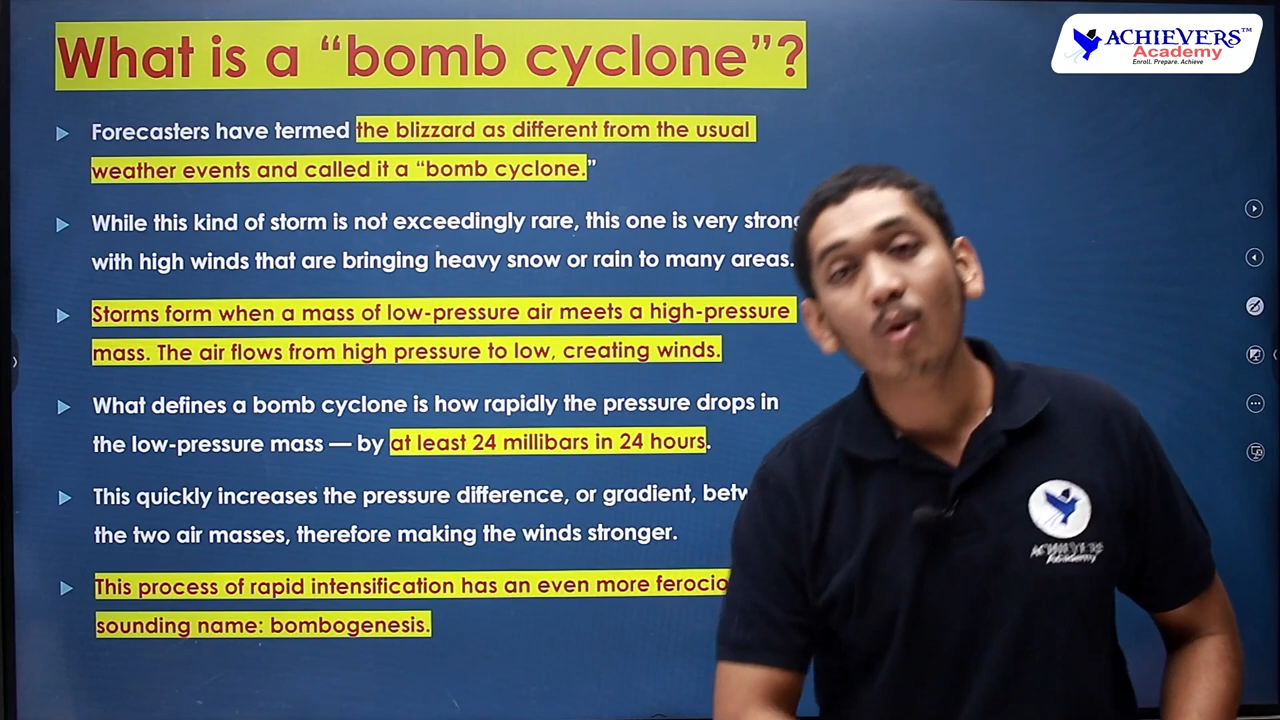 What is a “bomb cyclone”?
ACHIEVERS™
Academy
Enroll. Prepare. Achieve
Forecasters have termed the blizzard as different from the usual
weather events and called it a “bomb cyclone.”
While this kind of storm is not exceedingly rare, this one is very strong
with high winds that are bringing heavy snow or rain to many areas.
Storms form when a mass of low-pressure air meets a high-pressure
mass. The air flows from high pressure to low, creating winds.
What defines a bomb cyclone is how rapidly the pressure drops in
the low-pressure mass — by at least 24 millibars in 24 hours.
This quickly increases the pressure difference, or gradient,
the two air masses, therefore making the winds stronger.
This process of rapid intensification has an even more
sounding name: bombogenesis.
ACHIEVERS
Academy